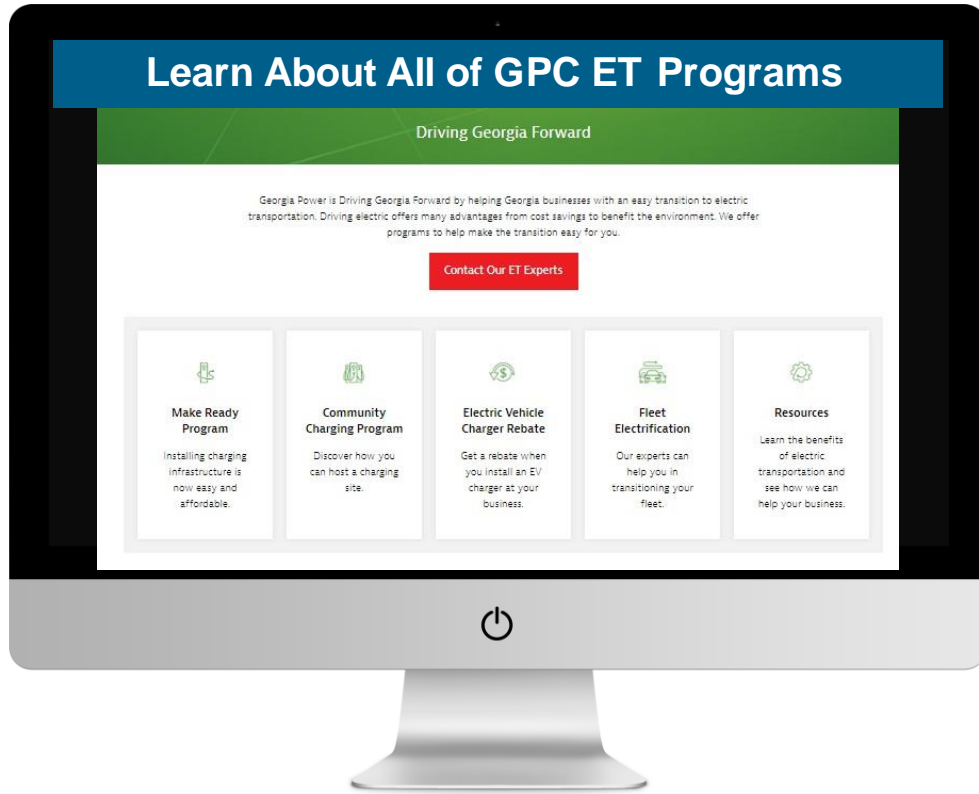 Learn About All of GPC ET Programs
Driving Georgia Forward
Georgia Power is Driving Georgia Forward by helping Georgia businesses with an easy transition to electric
transportation. Driving electric offers many advantages from cost savings to benefit the environment. We offer
programs to help make the transition easy for you.
Contact Our ET Experts
Make Ready
Program
Installing charging
infrastructure is
now easy and
affordable.
Community
Charging Program
Discover how you
can host a charging
site.
Electric Vehicle
Charger Rebate
Get a rebate when
you install an EV
charger at your
business.
Fleet
Electrification
Our experts can
help you in
transitioning your
fleet.
Resources
Learn the benefits
of electric
transportation and
see how we can
help your business.